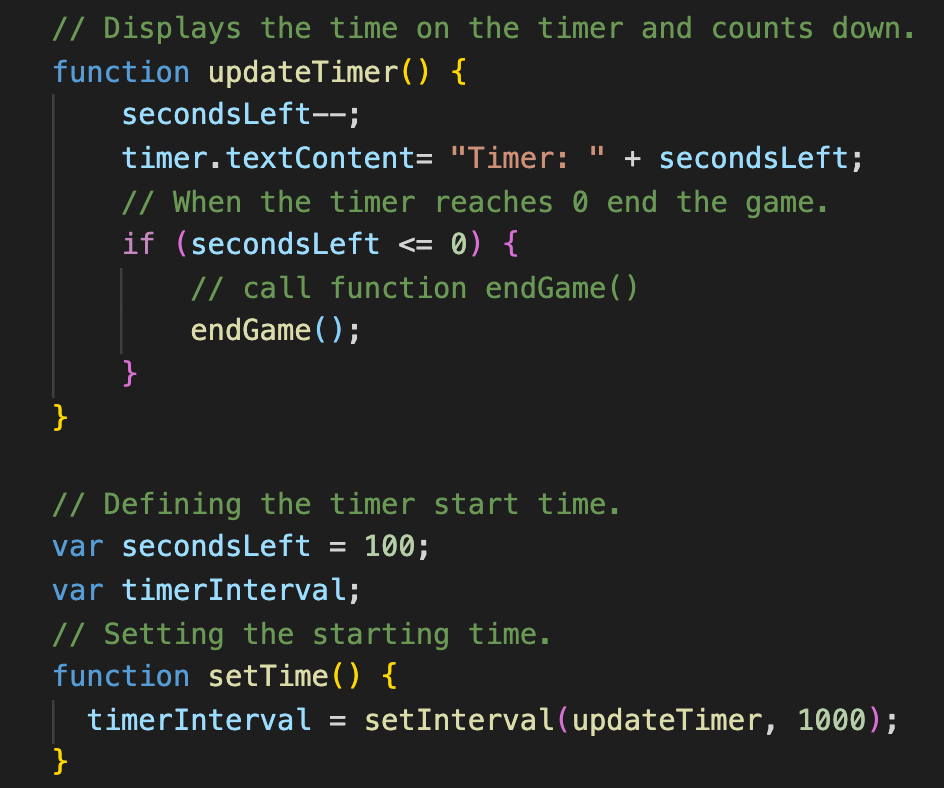 // Displays the time on the timer and counts down.
function updateTimer() {
secondsLeft--;
timer.textContent= "Timer: " + secondsLeft;
// When the timer reaches 0 end the game.
if (secondsLeft <= 0) {
// call function endGame()
endGame();
}
}
// Defining the timer start time.
var secondsLeft = 100;
var timerInterval;
// Setting the starting time.
function setTime() {
timerInterval = setInterval(updateTimer, 1000);
}